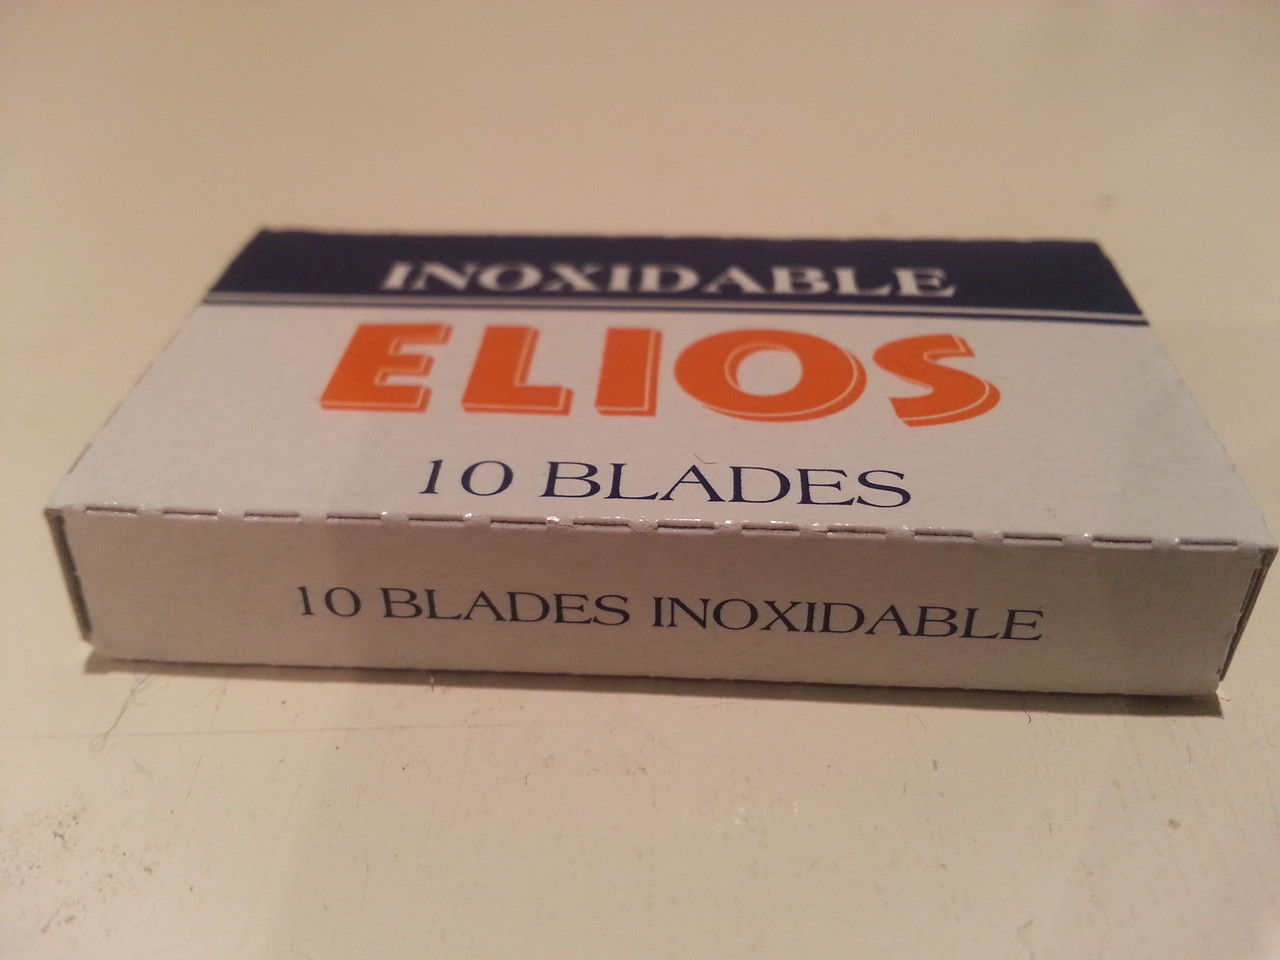 INOXIDABLE
ELIOS
10 BLADES
10 BLADES INOXIDABLE